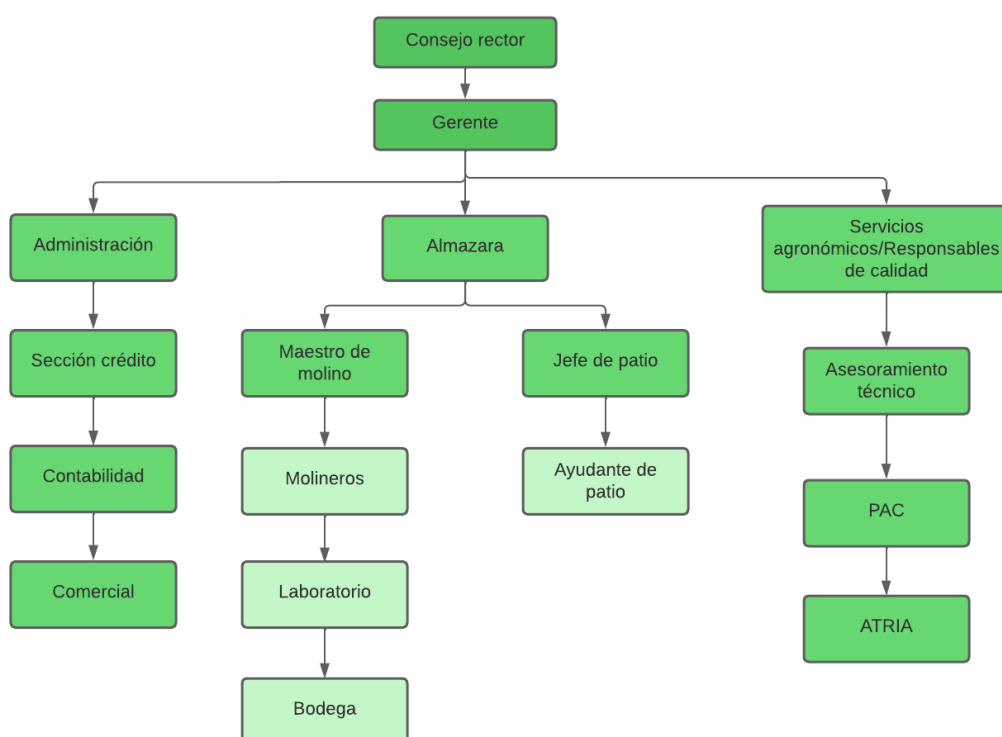 Consejo rector
Gerente
Administración
Almazara
Servicios
agronómicos/Responsables
de calidad
Sección crédito
Maestro de
molino
Jefe de patio
Asesoramiento
técnico
Contabilidad
Molineros
Ayudante de
patio
PAC
Comercial
Laboratorio
ATRIA
Bodega